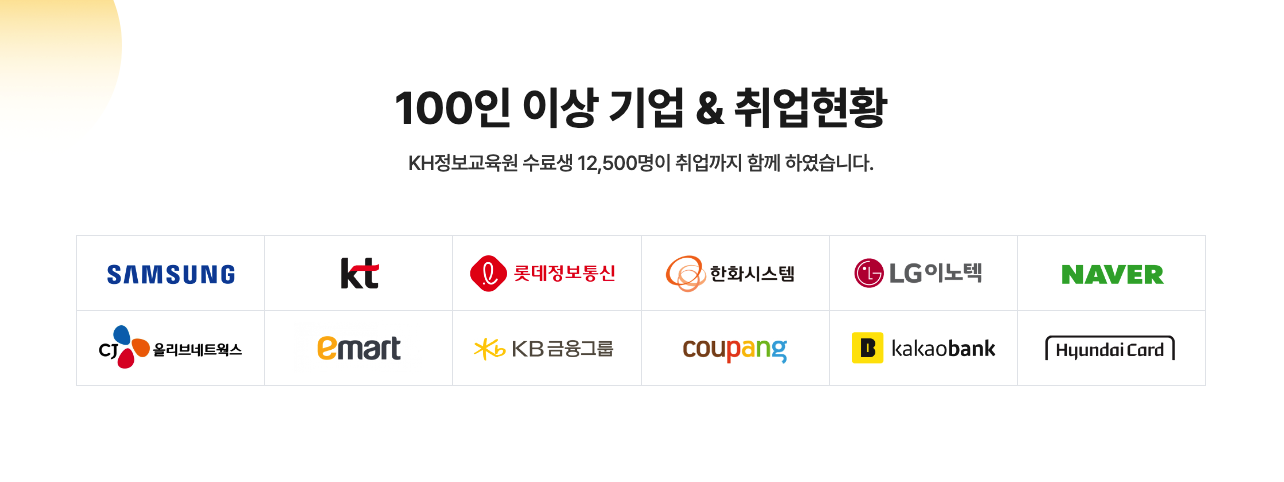 100인 이상 기업 & 취업현황
KH정보교육원 수료생 12,500명이 취업까지 함께 하였습니다.
SAMSUNG kt 롯데정보통신 한화시스템 LG이노텍 NAVER
CJ올리브네트웍스 emart KB금융그룹 coupang B kakaobank Hyundai Card